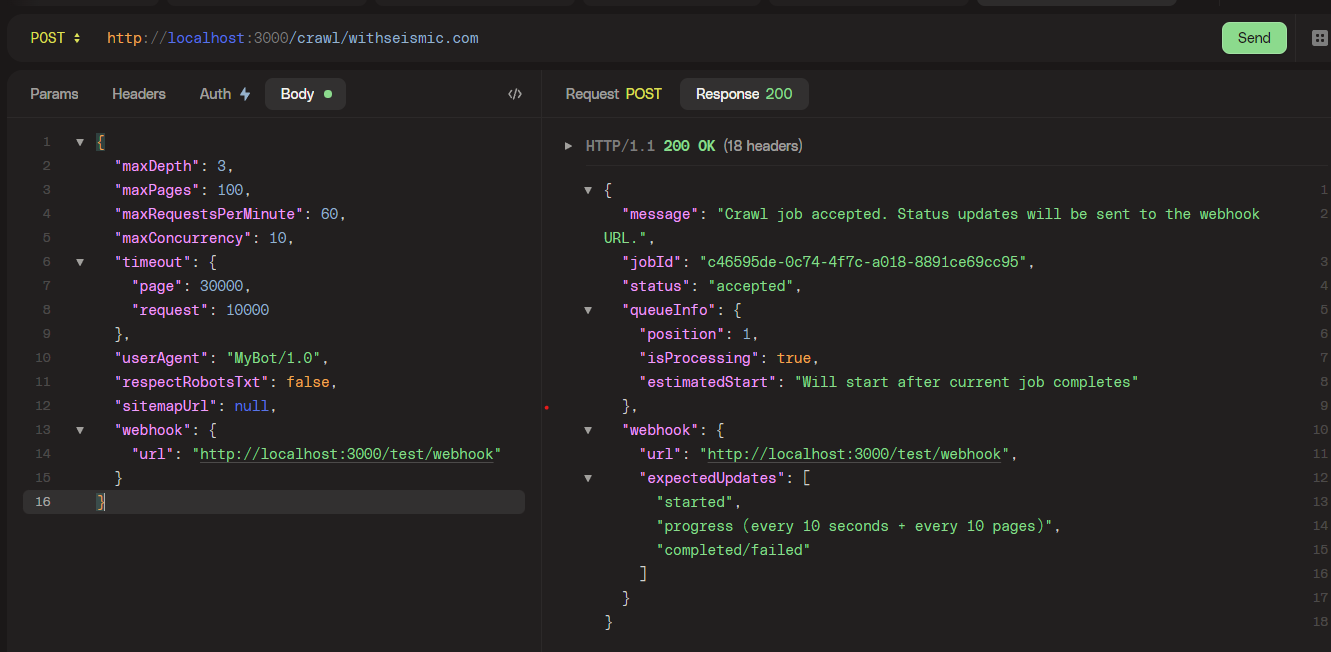 POST http://localhost:3000/crawl/withseismic.com Send
Params Headers Auth Body
Request POST Response 200
1 {
2 "maxDepth": 3,
3 "maxPages": 100,
4 "maxRequestsPerMinute": 60,
5 "maxConcurrency": 10,
6 "timeout": {
7 "page": 30000,
8 "request": 10000
9 },
10 "userAgent": "MyBot/1.0",
11 "respectRobotsTxt": false,
12 "sitemapUrl": null,
13 "webhook": {
14 "url": "http://localhost:3000/test/webhook"
15 }
16 }
HTTP/1.1 200 OK (18 headers)
{ 1
"message": "Crawl job accepted. Status updates will be sent to the webhook 2
URL.",
"jobId": "c46595de-0c74-4f7c-a018-8891ce69cc95", 3
"status": "accepted", 4
"queueInfo": { 5
"position": 1, 6
"isProcessing": true, 7
"estimatedStart": "Will start after current job completes" 8
}, 9
"webhook": { 10
"url": "http://localhost:3000/test/webhook", 11
"expectedUpdates": [ 12
"started", 13
"progress (every 10 seconds + every 10 pages)", 14
"completed/failed" 15
] 16
} 17
} 18